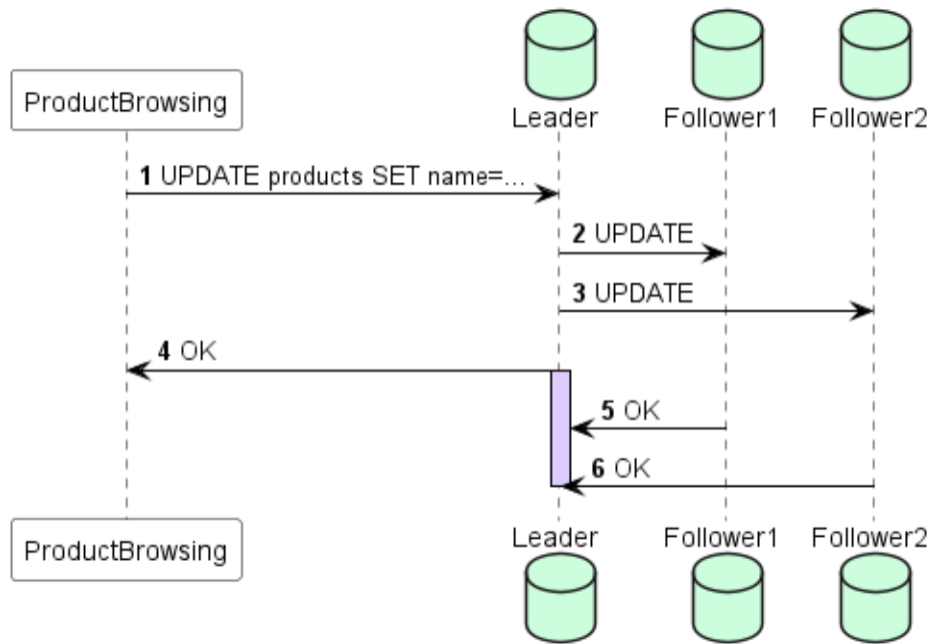 Leader Follower1 Follower2
ProductBrowsing
1 UPDATE products SET name=...
2 UPDATE
3 UPDATE
4 OK
5 OK
6 OK
ProductBrowsing
Leader Follower1 Follower2